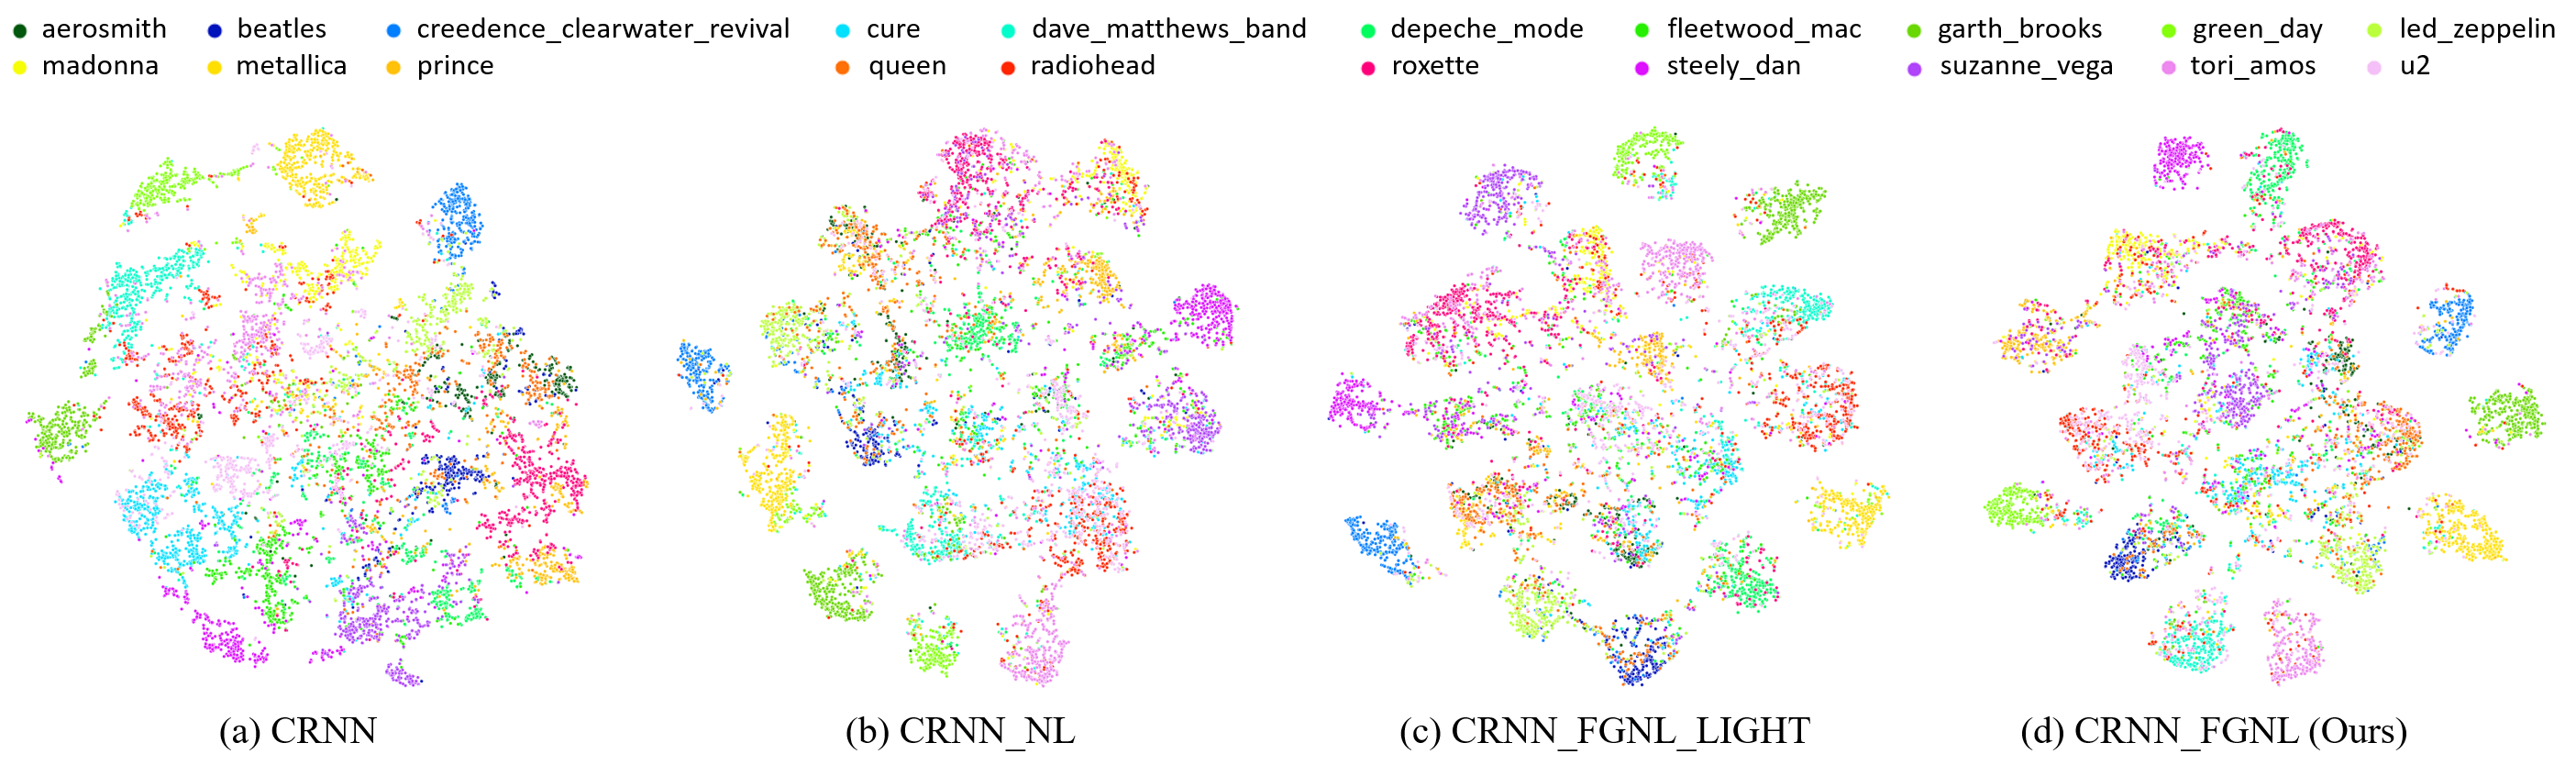 aerosmith beatles creedence_clearwater_revival cure dave_matthews_band depeche_mode fleetwood_mac garth_brooks green_day led_zeppelin
madonna metallica prince queen radiohead roxette steely_dan suzanne_vega tori_amos u2
(a) CRNN (b) CRNN_NL (c) CRNN_FGNL_LIGHT (d) CRNN_FGNL (Ours)